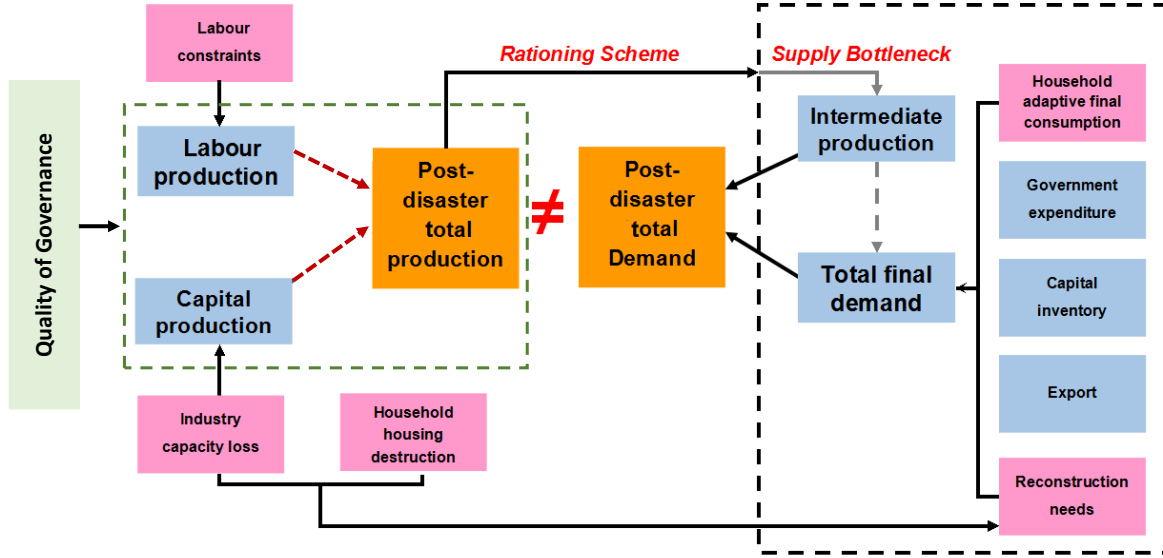 Quality of Governance
Labour
constraints
Labour
production
Capital
production
Industry
capacity loss
Household
housing
destruction
Post-
disaster
total
production
≠
Rationing Scheme
Supply Bottleneck
Post-
disaster
total
Demand
Intermediate
production
Total final
demand
Household
adaptive final
consumption
Government
expenditure
Capital
inventory
Export
Reconstruction
needs